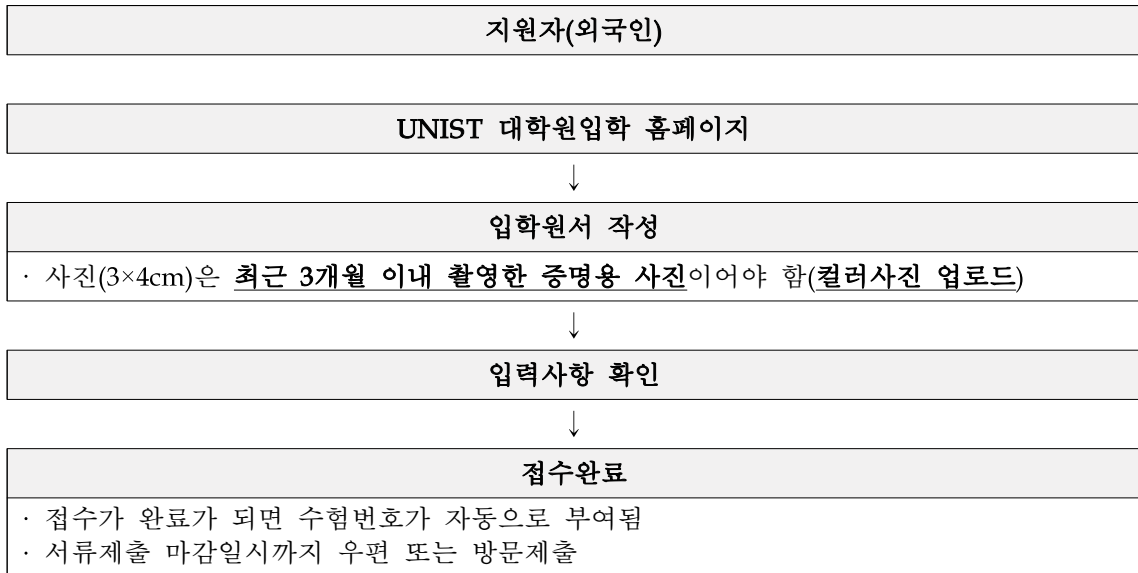 지원자(외국인)
UNIST 대학원입학 홈페이지
↓
입학원서 작성
· 사진(3×4cm)은 최근 3개월 이내 촬영한 증명용 사진이어야 함(컬러사진 업로드)
↓
입력사항 확인
↓
접수완료
· 접수가 완료가 되면 수험번호가 자동으로 부여됨
· 서류제출 마감일시까지 우편 또는 방문제출